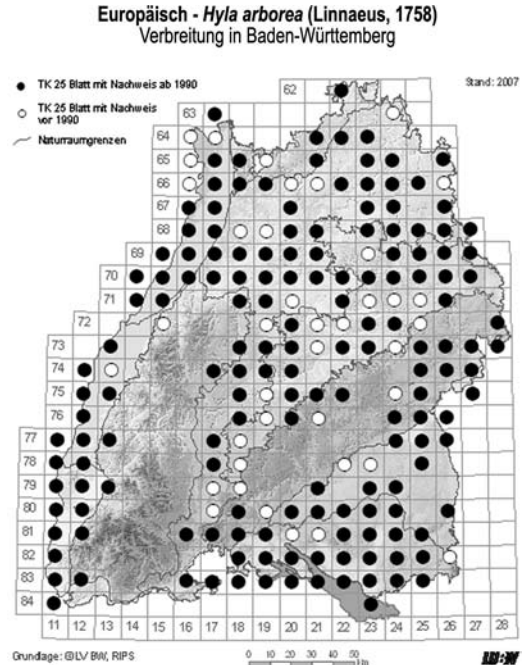 Europäisch - Hyla arborea (Linnaeus, 1758)
Verbreitung in Baden-Württemberg
TK 25 Blatt mit Nachweis ab 1990
TK 25 Blatt mit Nachweis
vor 1990
Naturraumgrenzen
Stand: 2007
62
63
64
65
66
67
68
69
70
71
72
73
74
75
76
77
78
79
80
81
82
83
84
11 12 13 14 15 16 17 18 19 20 21 22 23 24 25 26 27 28
Grundlage: @LV BW, RIPS
0 10 20 30 40 50